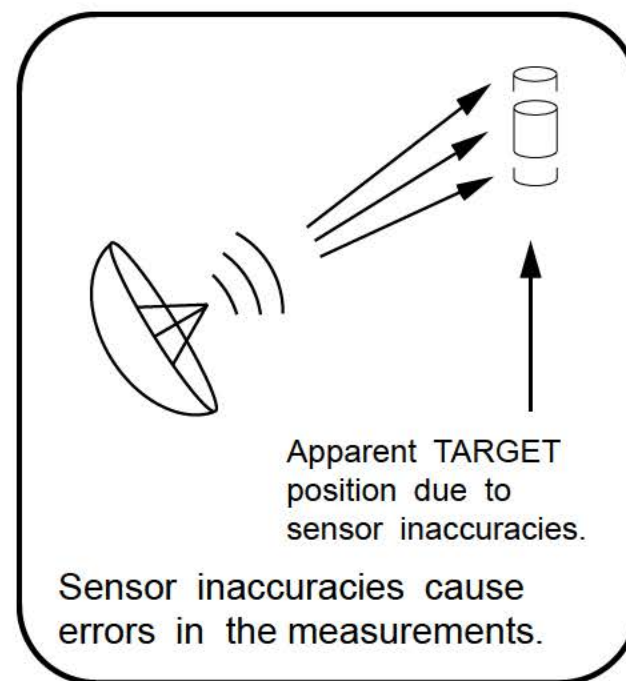 Apparent TARGET
position due to
sensor inaccuracies.
Sensor inaccuracies cause
errors in the measurements.